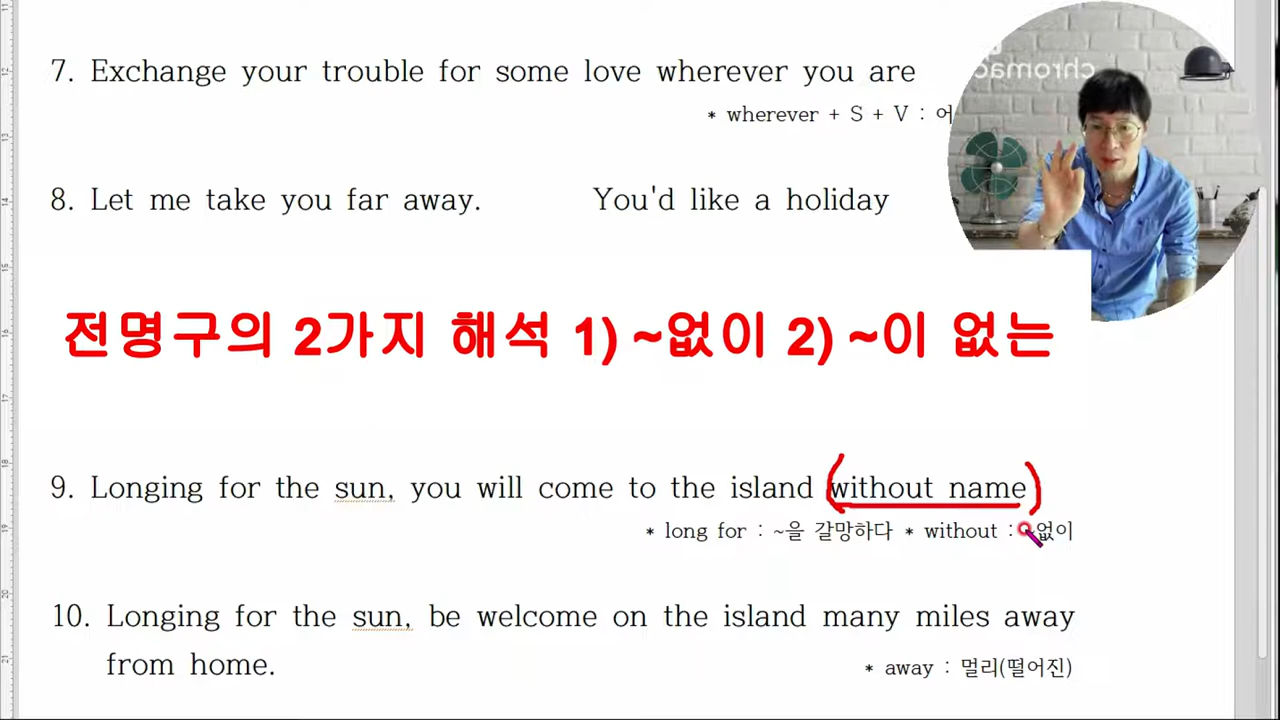 7. Exchange your trouble for some love wherever you are
* wherever + S + V : 어
8. Let me take you far away. You'd like a holiday
전명구의 2가지 해석 1) ~없이 2) ~이 없는
9. Longing for the sun, you will come to the island (without name)
* long for : ~을 갈망하다 * without : ~없이
10. Longing for the sun, be welcome on the island many miles away
from home.
* away : 멀리(떨어진)